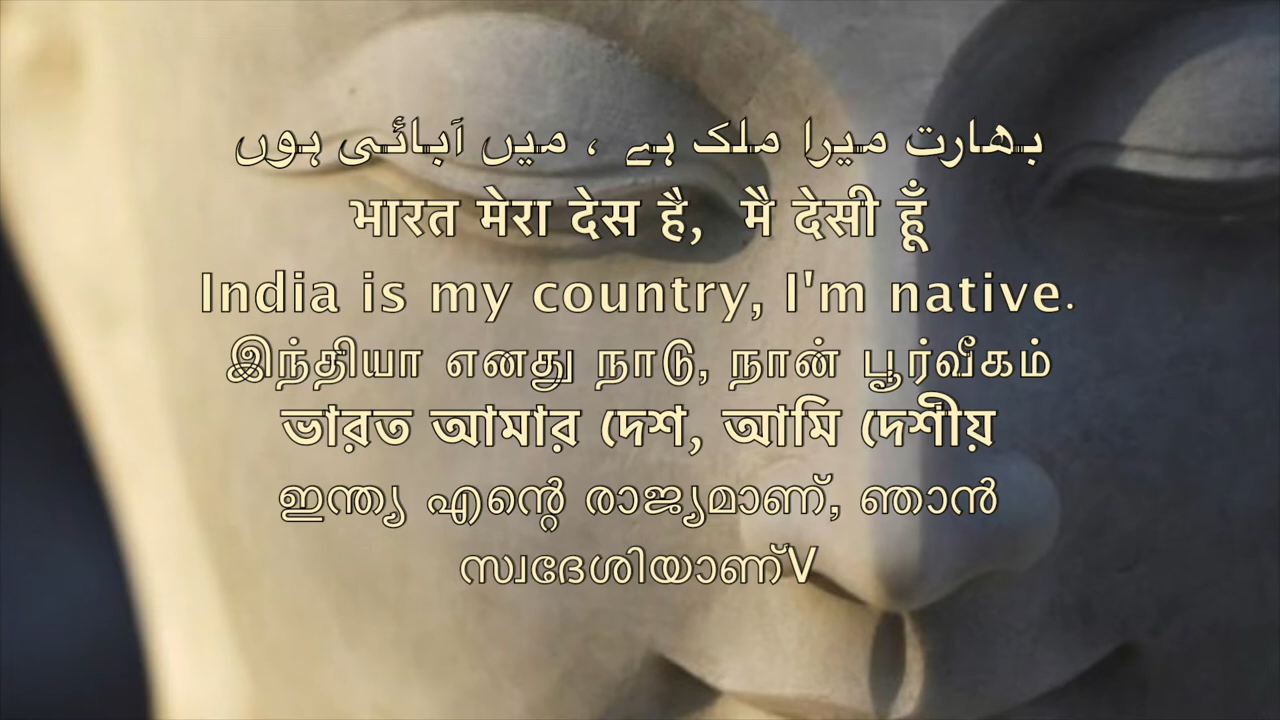 بھارت میرا ملک ہے ، میں آبائی ہوں
भारत मेरा देस है, मै देसी हूँ
India is my country, I'm native.
இந்தியா எனது நாடு, நான் பூர்வீகம்
ভারত আমার দেশ, আমি দেশীয়
ഇന്ത്യ എന്റെ രാജ്യമാണ്, ഞാൻ
സ്വദേശിയാണ്V